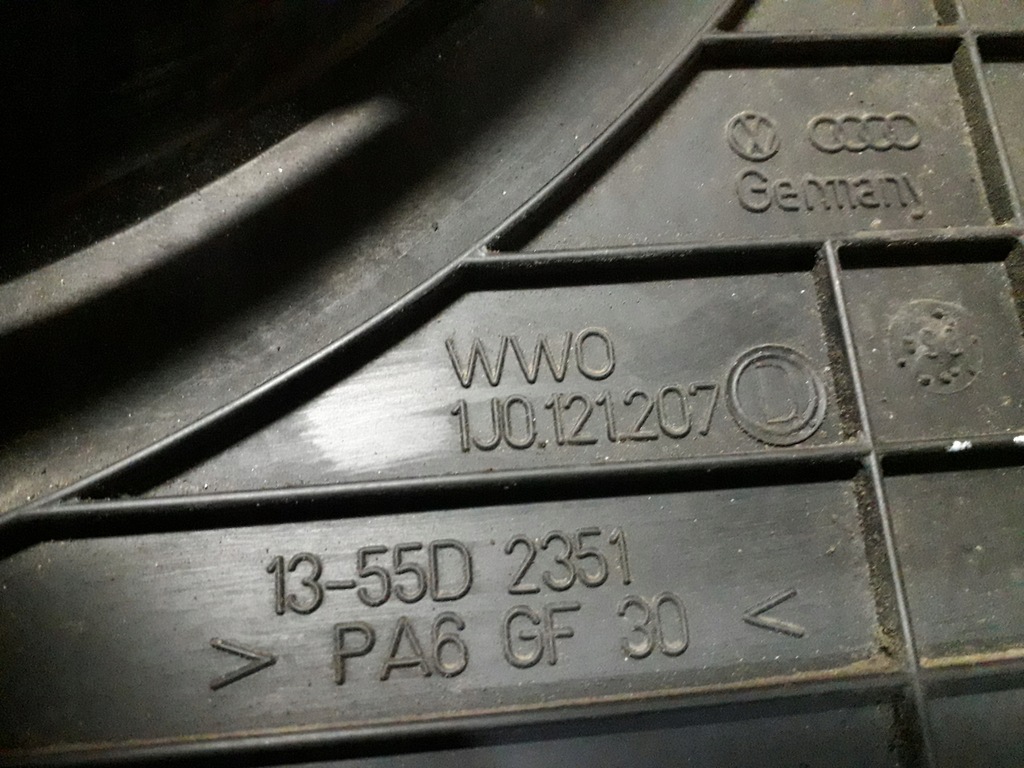 Germany
WWO
1J0.121.207 L
13-55D 2351
> PA6 GF 30 <